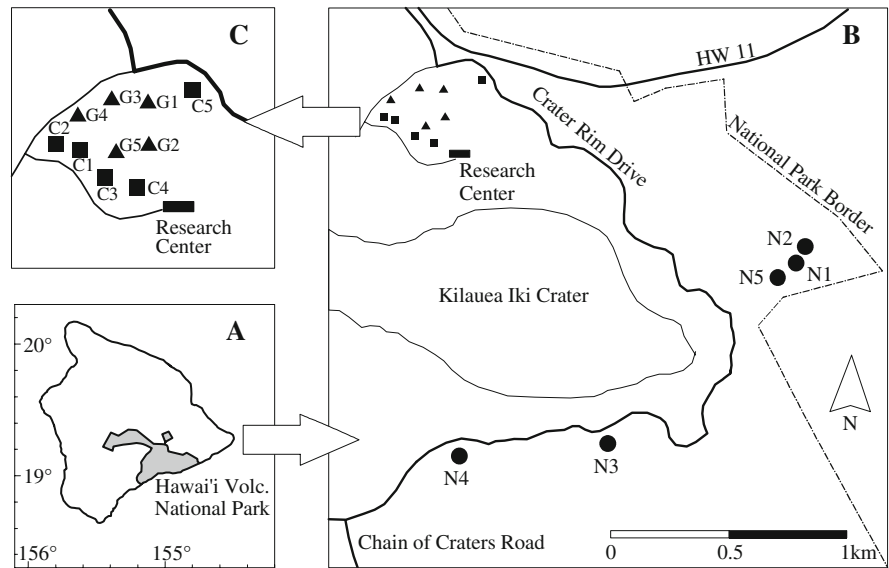 C
G3
G1
C5
G4
C2
G5
G2
C1
C3
C4
Research
Center
A
20°
19°
Hawai'i Volc.
National Park
156°
155°
B
HW 11
Crater Rim Drive
National Park Border
Research
Center
N2
N1
N5
Kilauea Iki Crater
N
N3
N4
Chain of Craters Road
0
0.5
1km